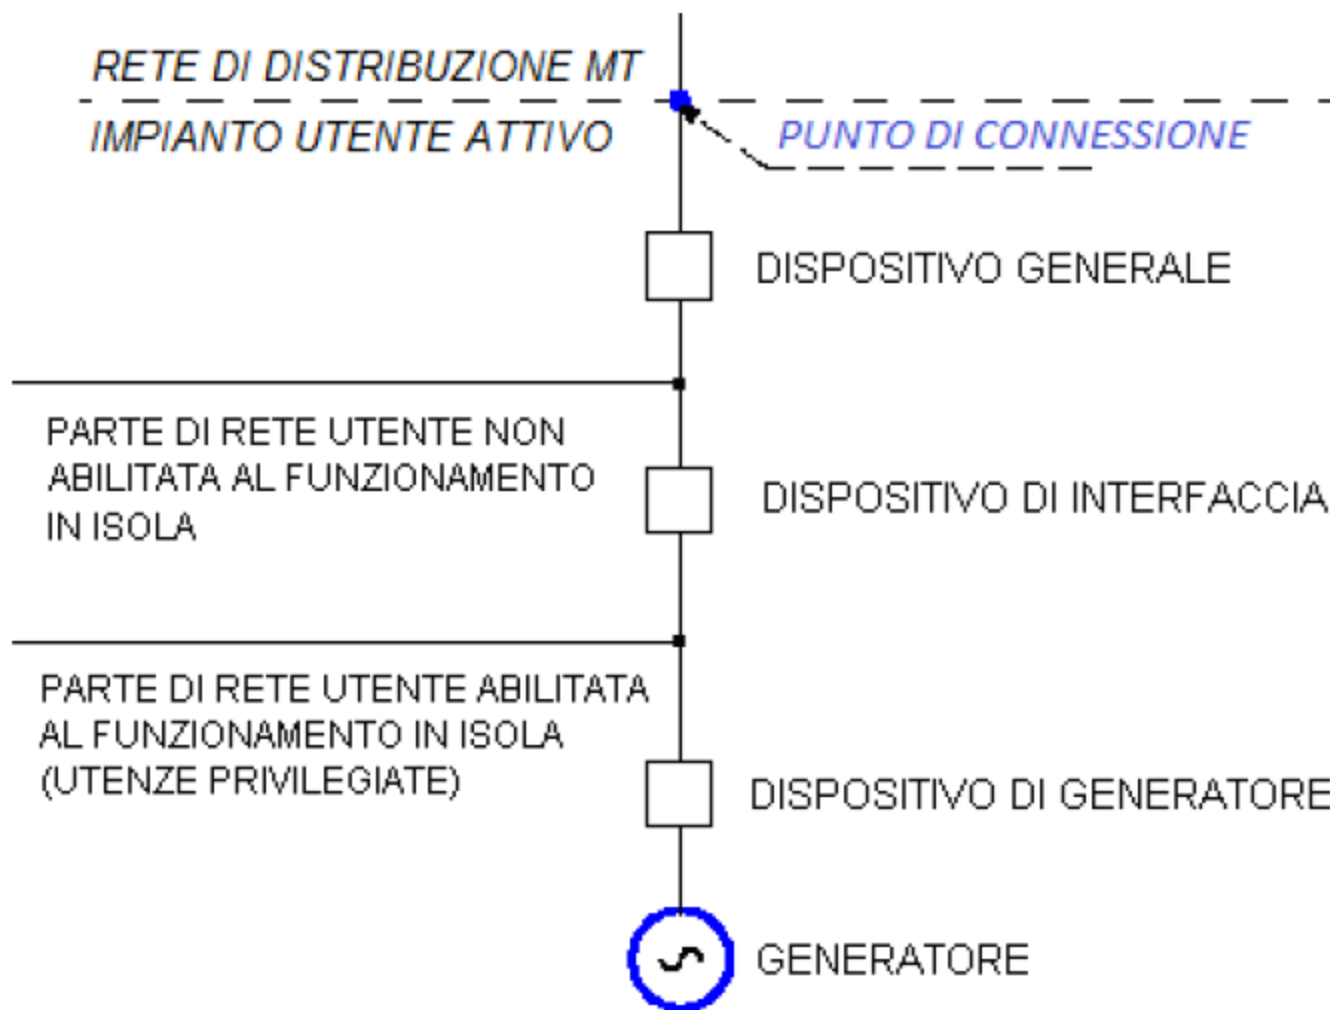 RETE DI DISTRIBUZIONE MT
IMPIANTO UTENTE ATTIVO
PUNTO DI CONNESSIONE
DISPOSITIVO GENERALE
PARTE DI RETE UTENTE NON
ABILITATA AL FUNZIONAMENTO
IN ISOLA
DISPOSITIVO DI INTERFACCIA
PARTE DI RETE UTENTE ABILITATA
AL FUNZIONAMENTO IN ISOLA
(UTENZE PRIVILEGIATE)
DISPOSITIVO DI GENERATORE
GENERATORE